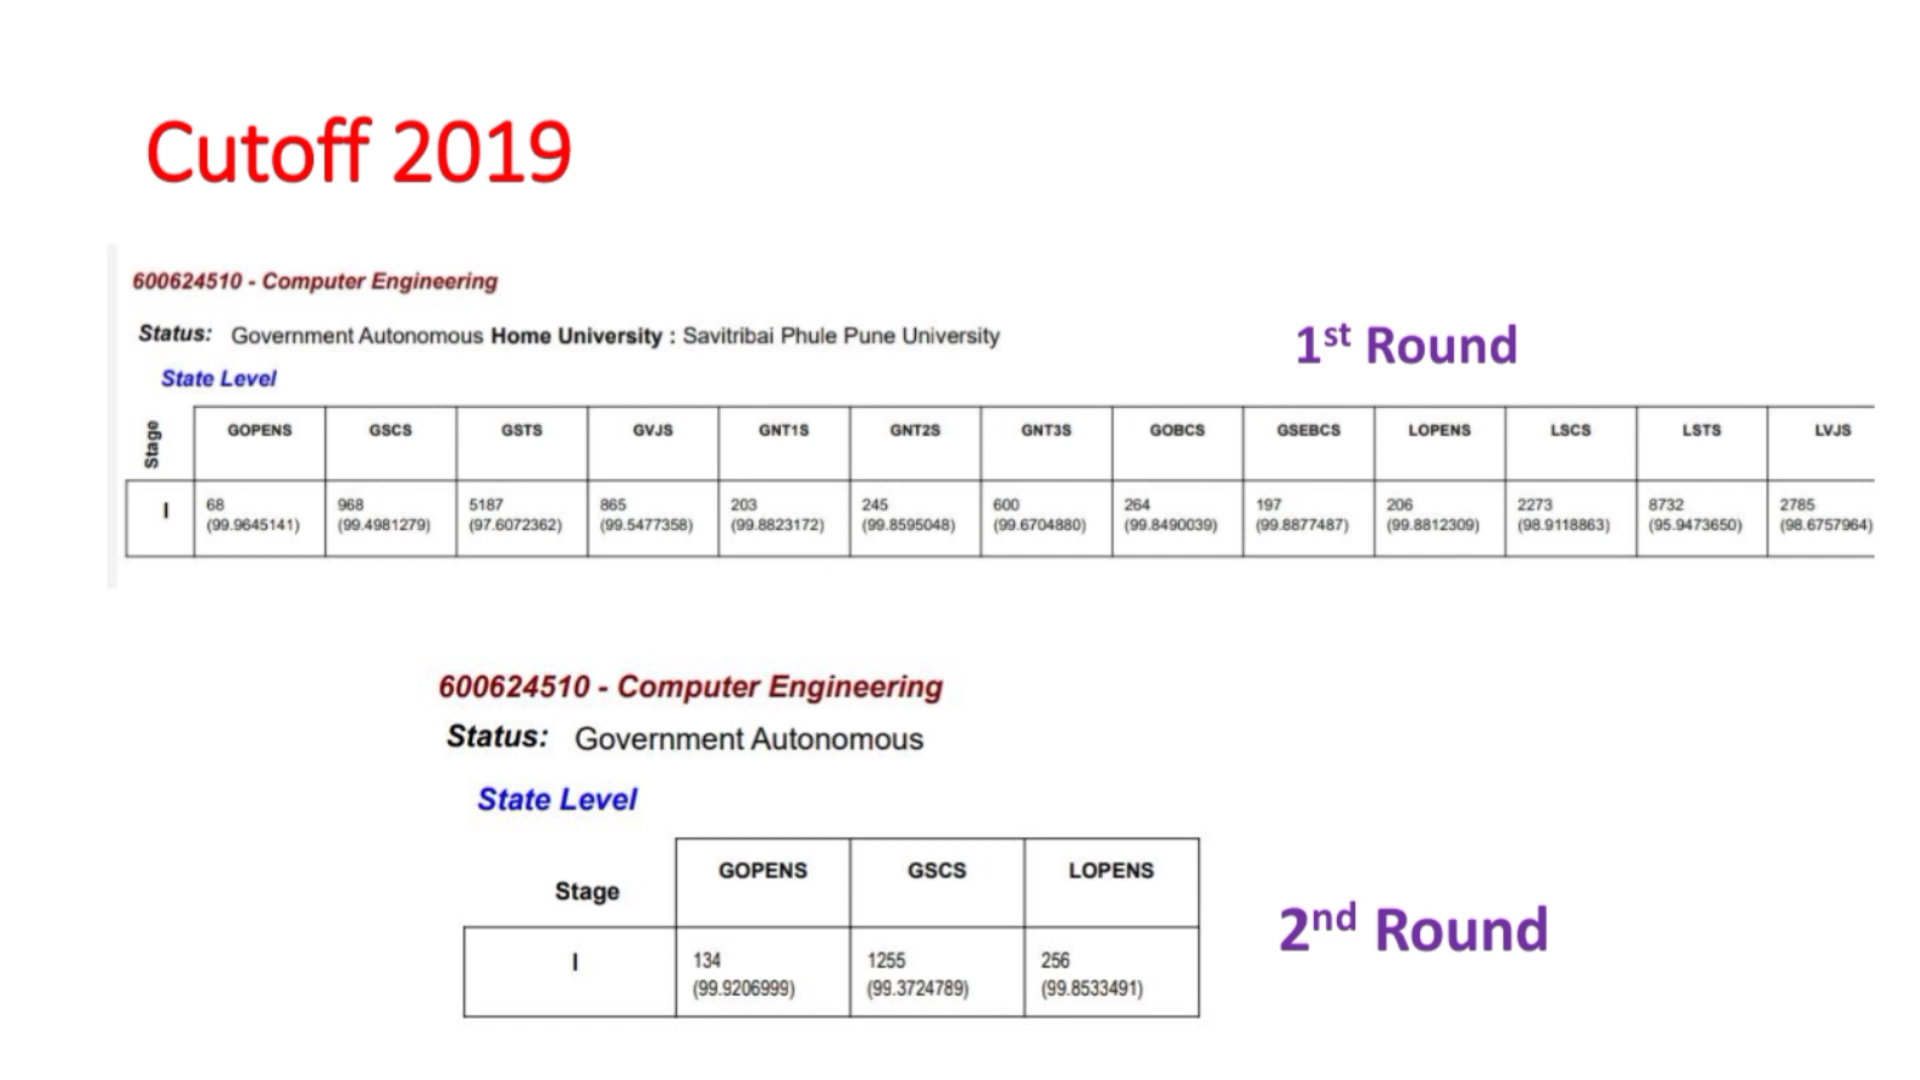 Cutoff 2019
600624510 - Computer Engineering
Status: Government Autonomous Home University : Savitribai Phule Pune University
1st Round
State Level
Stage GOPENS GSCS GSTS GVJS GNT1S GNT2S GNT3S GOBCS GSEBCS LOPENS LSCS LSTS LVJS
I 68 968 5187 865 203 245 600 264 197 206 2273 8732 2785
(99.9645141) (99.4981279) (97.6072362) (99.5477358) (99.8823172) (99.8595048) (99.6704880) (99.8490039) (99.8877487) (99.8812309) (98.9118863) (95.9473650) (98.6757964)
600624510 - Computer Engineering
Status: Government Autonomous
State Level
Stage GOPENS GSCS LOPENS
2nd Round
I 134 1255 256
(99.9206999) (99.3724789) (99.8533491)